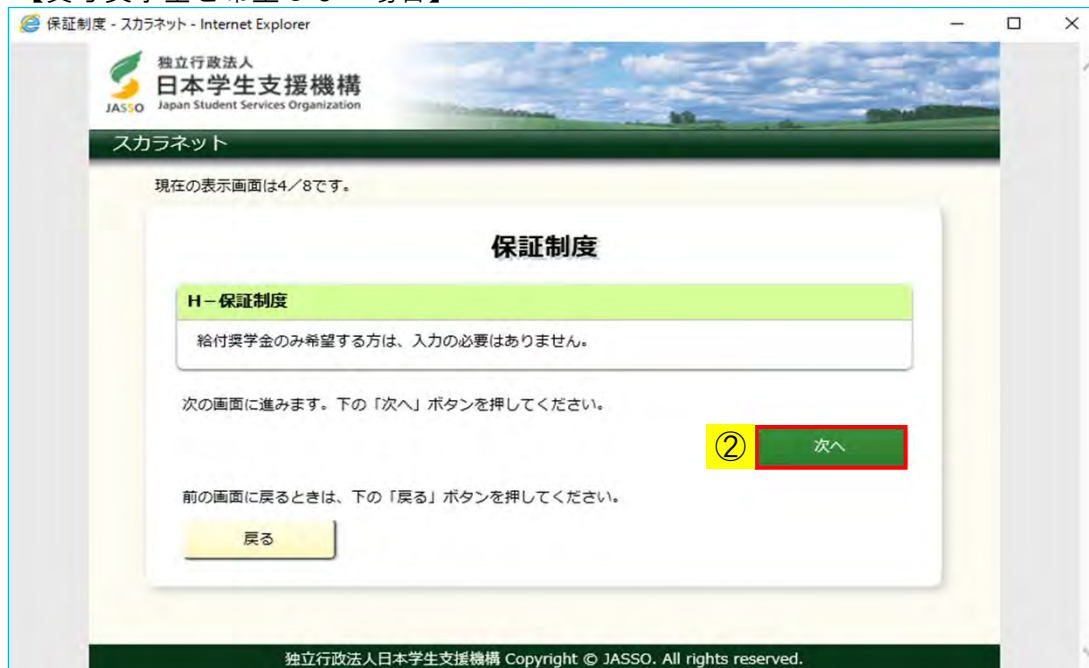 保証制度 - スカラネット - Internet Explorer
独立行政法人
日本学生支援機構
JASSO Japan Student Services Organization
スカラネット
現在の表示画面は4／8です。
保証制度
H－保証制度
給付奨学金のみ希望する方は、入力の必要はありません。
次の画面に進みます。下の「次へ」ボタンを押してください。
② 次へ
前の画面に戻るときは、下の「戻る」ボタンを押してください。
戻る
独立行政法人日本学生支援機構 Copyright © JASSO. All rights reserved.